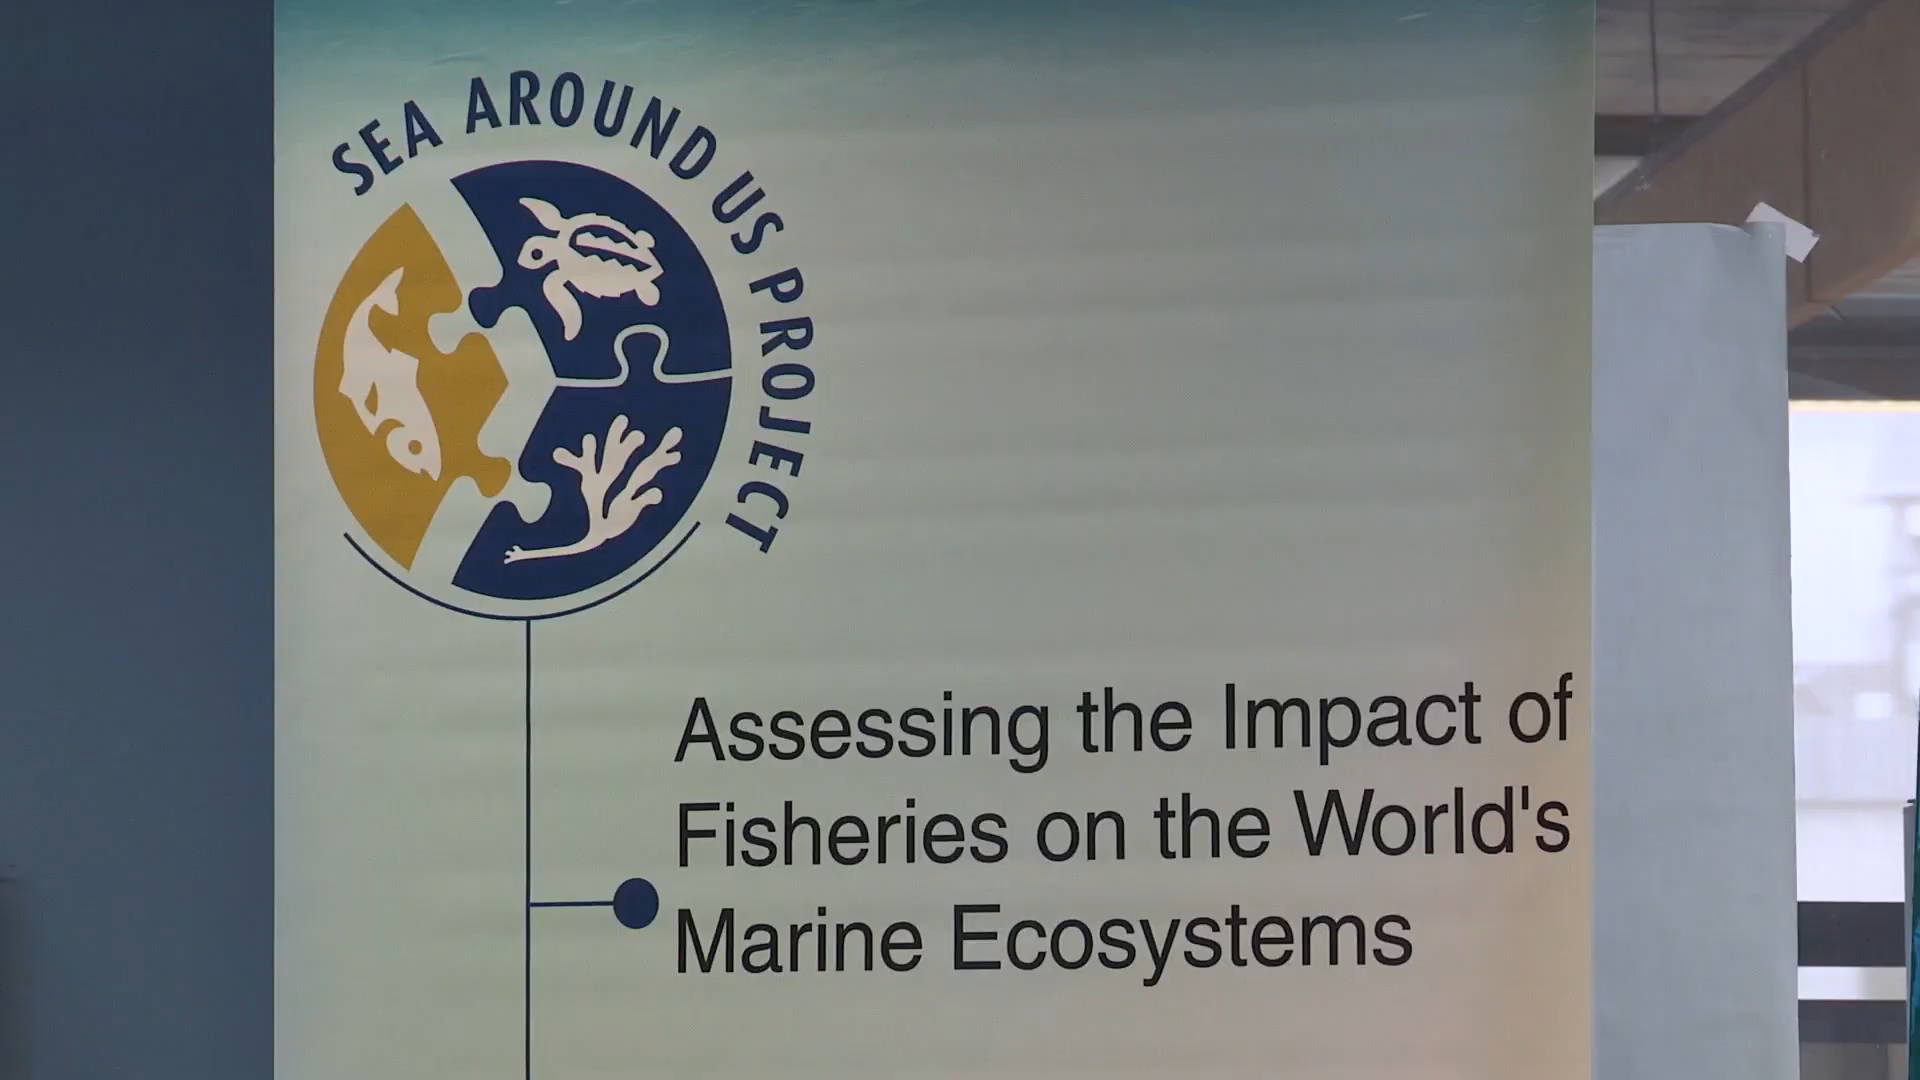 SEA AROUND US PROJECT
Assessing the Impact of
Fisheries on the World's
Marine Ecosystems